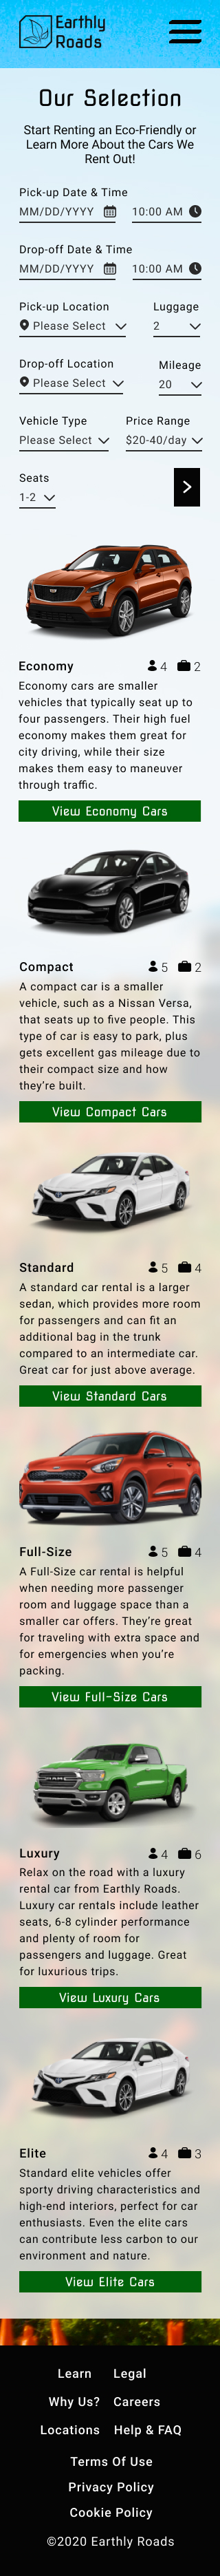 Earthly
Roads
Our Selection
Start Renting an Eco-Friendly or
Learn More About the Cars We
Rent Out!
Pick-up Date & Time
MM/DD/YYYY 10:00 AM
Drop-off Date & Time
MM/DD/YYYY 10:00 AM
Pick-up Location Luggage
Please Select 2
Drop-off Location Mileage
Please Select 20
Vehicle Type Price Range
Please Select $20-40/day
Seats
1-2
Economy 4 2
Economy cars are smaller
vehicles that typically seat up to
four passengers. Their high fuel
economy makes them great for
city driving, while their size
makes them easy to maneuver
through traffic.
View Economy Cars
Compact 5 2
A compact car is a smaller
vehicle, such as a Nissan Versa,
that seats up to five people. This
type of car is easy to park, plus
gets excellent gas mileage due to
their compact size and how
they're built.
View Compact Cars
Standard 5 4
A standard car rental is a larger
sedan, which provides more room
for passengers and can fit an
additional bag in the trunk
compared to an intermediate car.
Great car for just above average.
View Standard Cars
Full-Size 5 4
A Full-Size car rental is helpful
when needing more passenger
room and luggage space than a
smaller car offers. They're great
for traveling with extra space and
for emergencies when you're
packing.
View Full-Size Cars
Luxury 4 6
Relax on the road with a luxury
rental car from Earthly Roads.
Luxury car rentals include leather
seats, 6-8 cylinder performance
and plenty of room for
passengers and luggage. Great
for luxurious trips.
View Luxury Cars
Elite 4 3
Standard elite vehicles offer
sporty driving characteristics and
high-end interiors, perfect for car
enthusiasts. Even the elite cars
can contribute less carbon to our
environment and nature.
View Elite Cars
Learn Legal
Why Us? Careers
Locations Help & FAQ
Terms Of Use
Privacy Policy
Cookie Policy
©2020 Earthly Roads